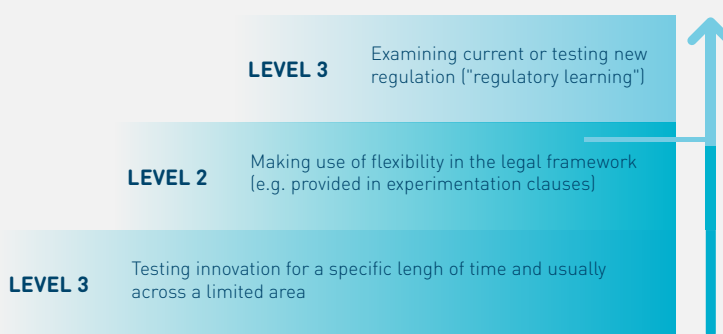 LEVEL 3
Examining current or testing new
regulation ("regulatory learning")
LEVEL 2
Making use of flexibility in the legal framework
(e.g. provided in experimentation clauses)
LEVEL 3
Testing innovation for a specific lengh of time and usually
across a limited area